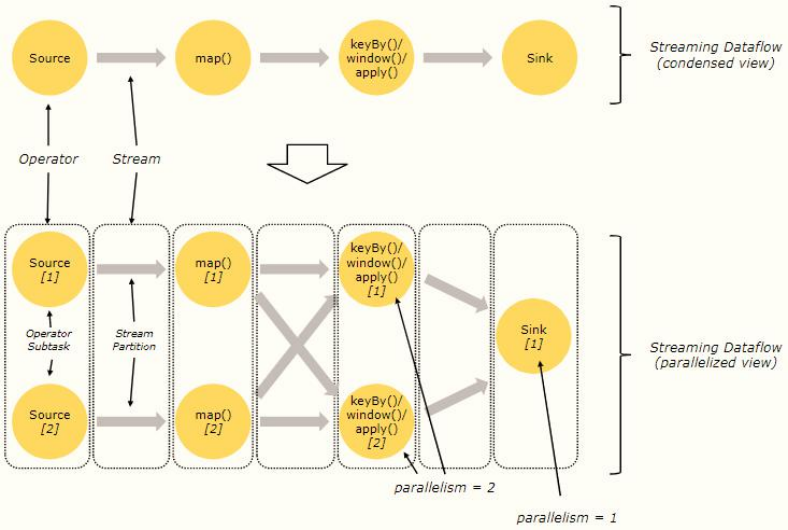 Source
map()
keyBy()/
window()/
apply()
Sink
Streaming Dataflow
(condensed view)
Operator
Stream
Source
[1]
map()
[1]
keyBy()/
window()/
apply()
[1]
Operator
Subtask
Stream
Partition
Sink
[1]
Streaming Dataflow
(parallelized view)
Source
[2]
map()
[2]
keyBy()/
window()/
apply()
[2]
parallelism = 2
parallelism = 1